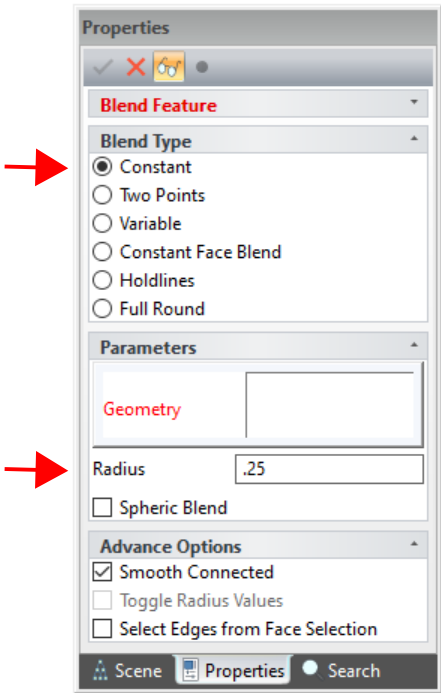 Properties
Blend Feature
Blend Type
Constant
Two Points
Variable
Constant Face Blend
Holdlines
Full Round
Parameters
Geometry
Radius .25
Spheric Blend
Advance Options
Smooth Connected
Toggle Radius Values
Select Edges from Face Selection
Scene Properties Search